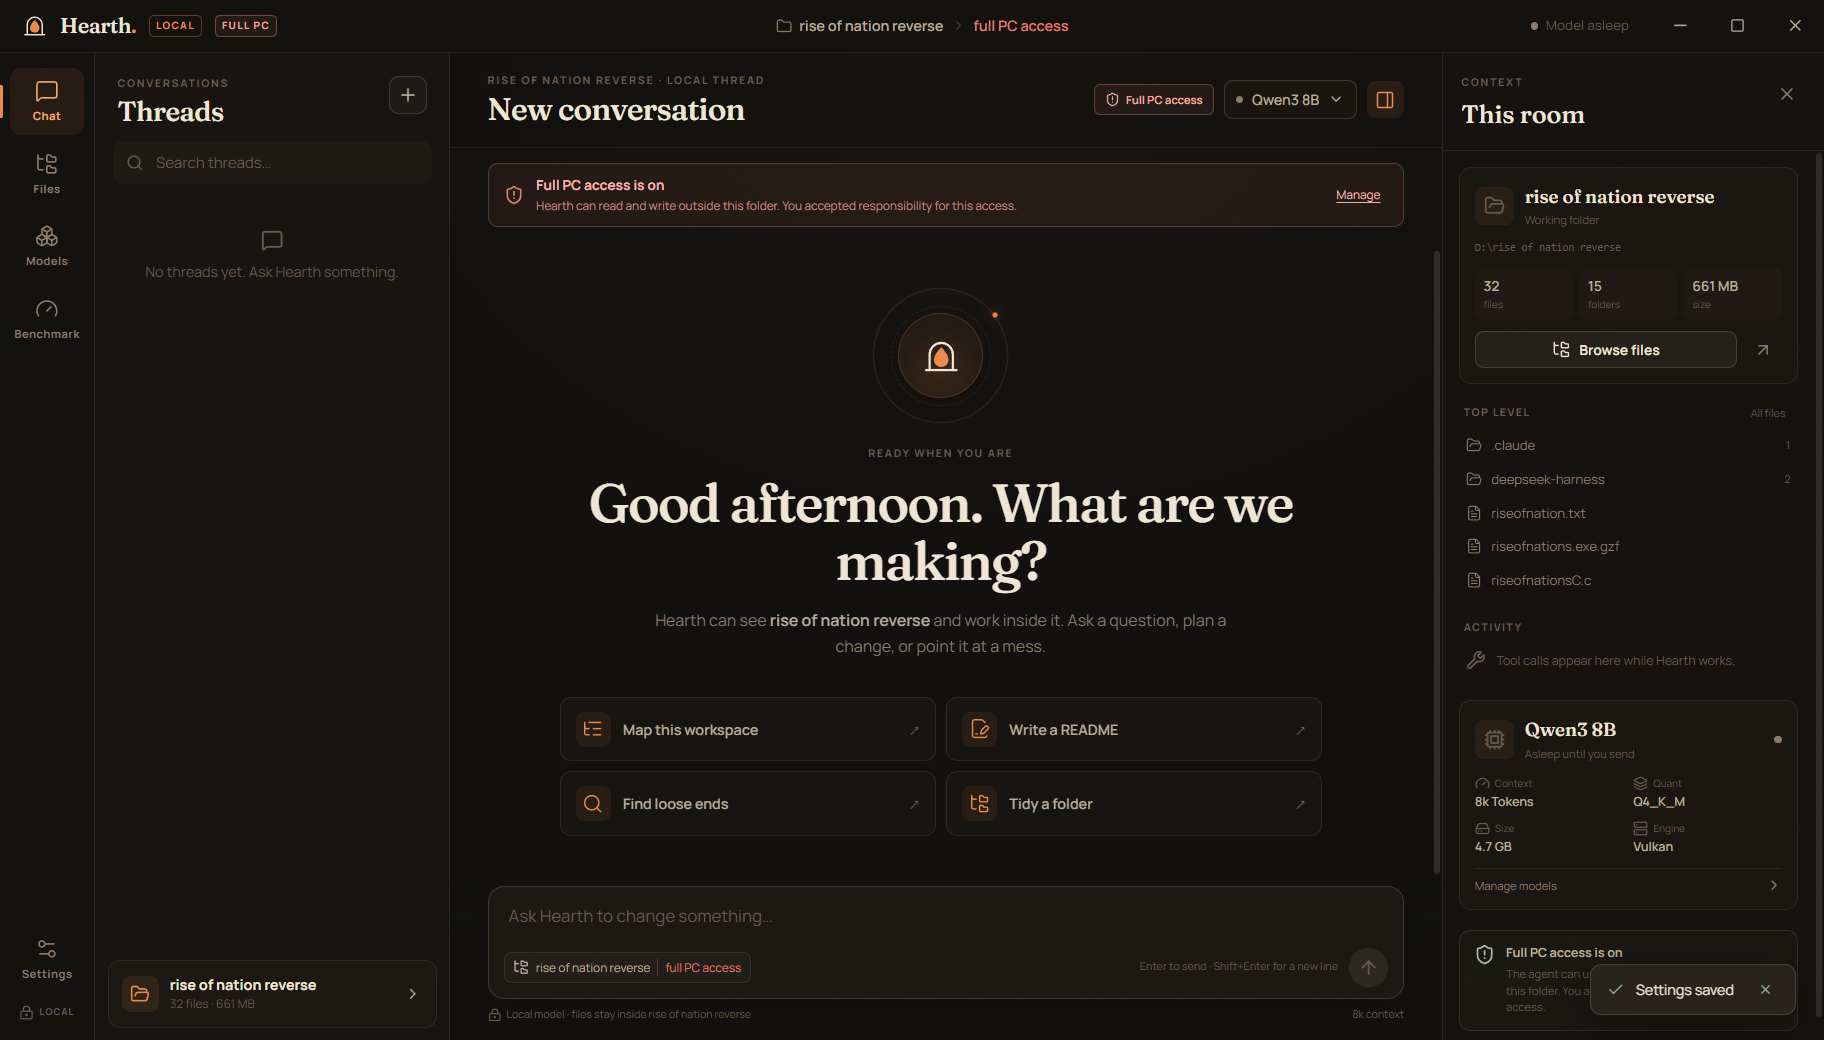 Hearth.
LOCAL
FULL PC
rise of nation reverse
full PC access
Model asleep
Chat
Files
Models
Benchmark
Settings
LOCAL
CONVERSATIONS
Threads
Search threads...
No threads yet. Ask Hearth something.
rise of nation reverse
32 files · 661 MB
RISE OF NATION REVERSE · LOCAL THREAD
New conversation
Full PC access
Qwen3 8B
Full PC access is on
Hearth can read and write outside this folder. You accepted responsibility for this access.
Manage
READY WHEN YOU ARE
Good afternoon. What are we
making?
Hearth can see rise of nation reverse and work inside it. Ask a question, plan a
change, or point it at a mess.
Map this workspace
Write a README
Find loose ends
Tidy a folder
Ask Hearth to change something...
rise of nation reverse
full PC access
Enter to send · Shift+Enter for a new line
Local model · files stay inside rise of nation reverse
8k context
CONTEXT
This room
rise of nation reverse
Working folder
D:\rise of nation reverse
32
files
15
folders
661 MB
size
Browse files
TOP LEVEL
All files
.claude
1
deepseek-harness
2
riseofnation.txt
riseofnations.exe.gzf
riseofnationsC.c
ACTIVITY
Tool calls appear here while Hearth works.
Qwen3 8B
Asleep until you send
Context
8k Tokens
Quant
Q4_K_M
Size
4.7 GB
Engine
Vulkan
Manage models
Full PC access is on
The agent can u
this folder. You a
access.
Settings saved